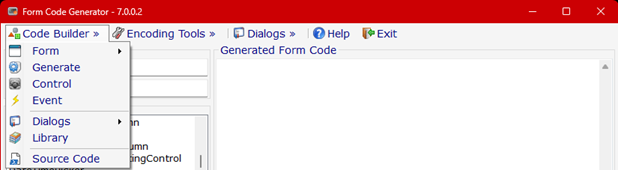 Form Code Generator - 7.0.0.2
Code Builder » Encoding Tools » Dialogs » Help Exit
Form
Generate
Control
Event
Dialogs
Library
Source Code
Generated Form Code